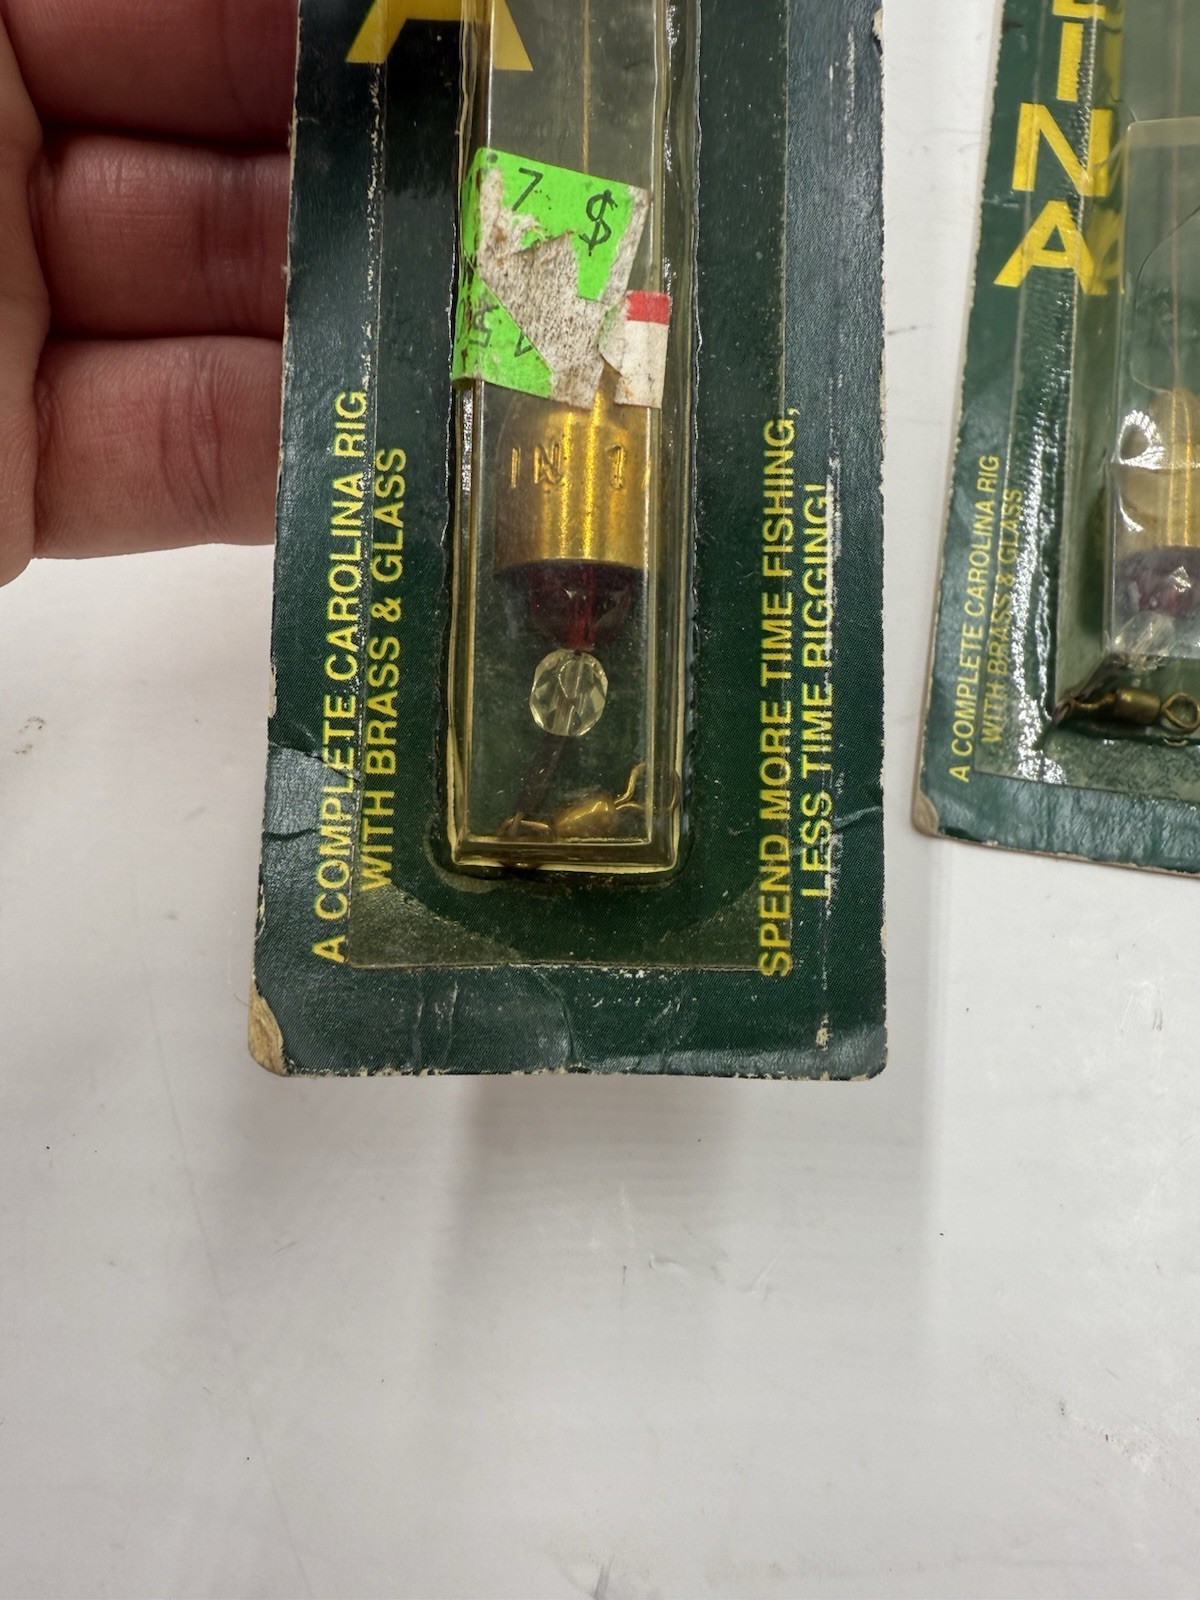 A
7 $
IN 1
A COMPLETE CAROLINA RIG
WITH BRASS & GLASS
SPEND MORE TIME FISHING,
LESS TIME RIGGING!
INA
A COMPLETE CAROLINA RIG
WITH BRASS & GLASS